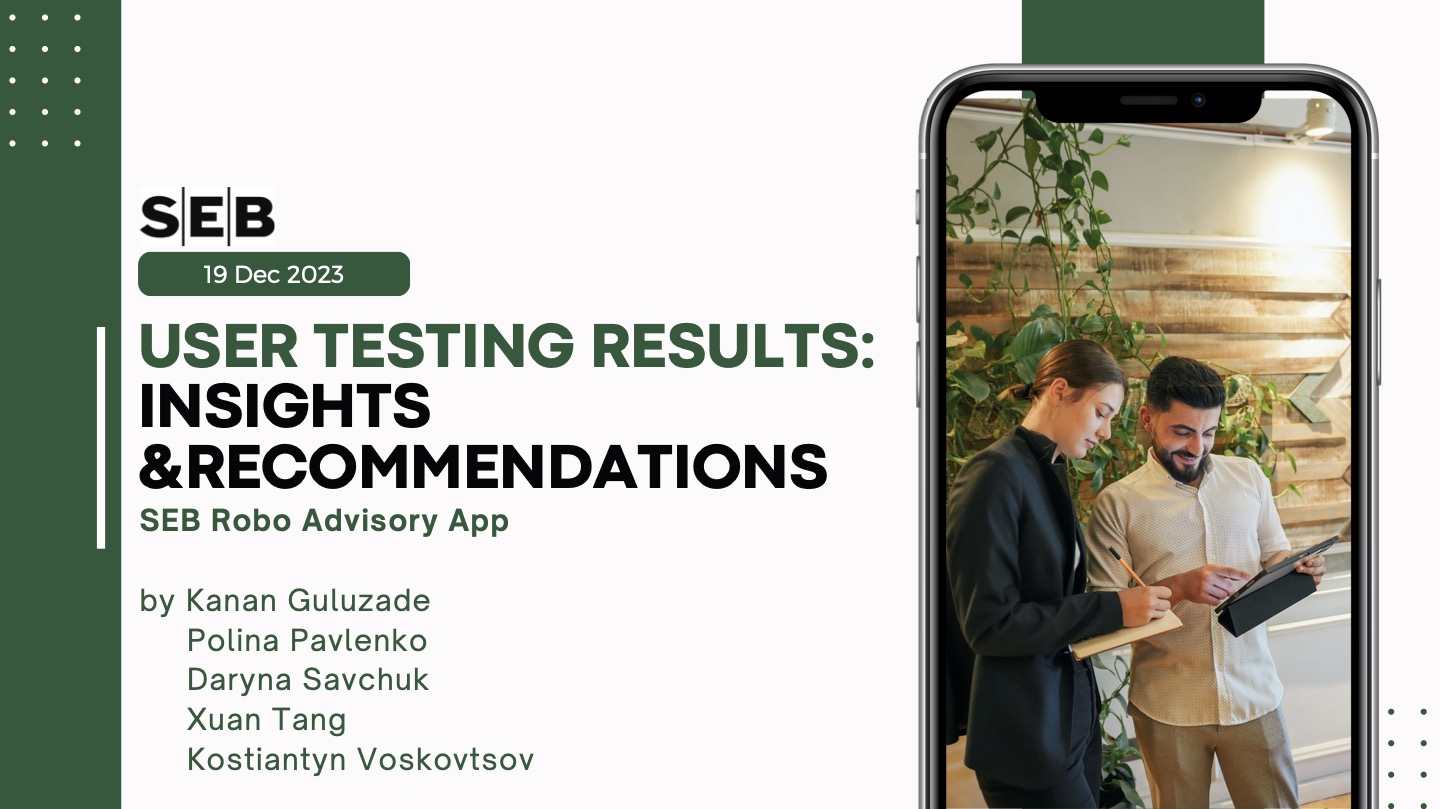 S|E|B
19 Dec 2023
USER TESTING RESULTS:
INSIGHTS
&RECOMMENDATIONS
SEB Robo Advisory App
by Kanan Guluzade
Polina Pavlenko
Daryna Savchuk
Xuan Tang
Kostiantyn Voskovtsov